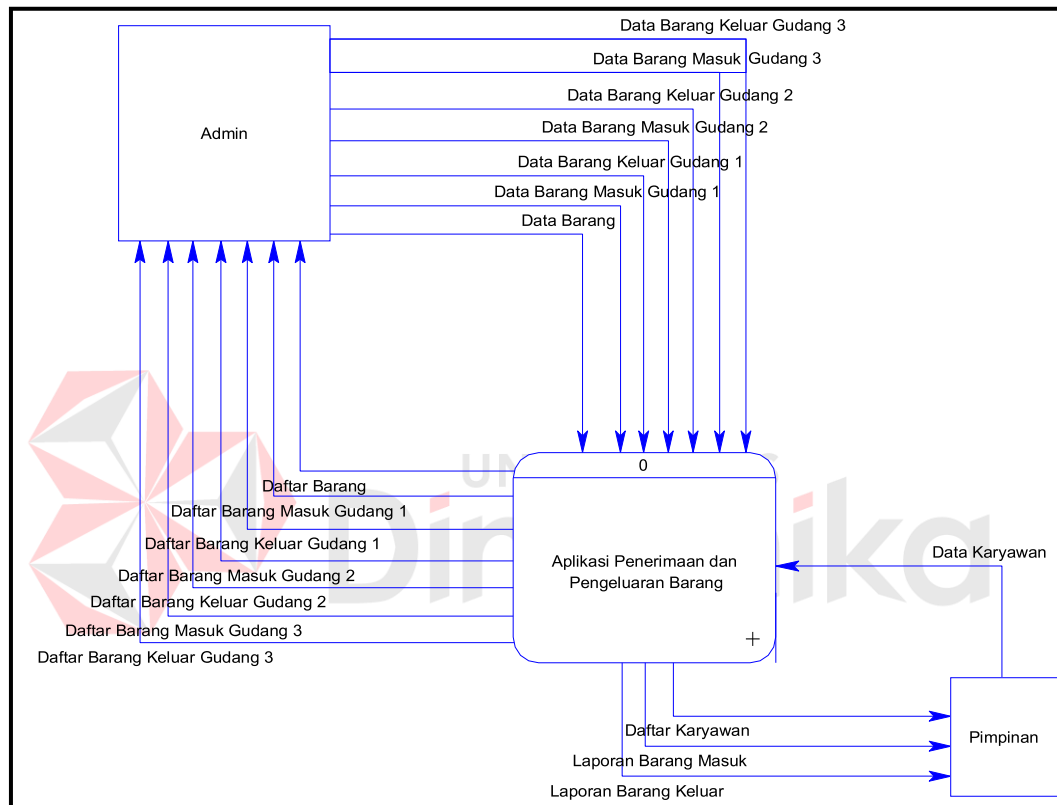 Data Barang Keluar Gudang 3
Data Barang Masuk Gudang 3
Data Barang Keluar Gudang 2
Data Barang Masuk Gudang 2
Admin
Data Barang Keluar Gudang 1
Data Barang Masuk Gudang 1
Data Barang
0
Daftar Barang
Daftar Barang Masuk Gudang 1
Daftar Barang Keluar Gudang 1
Daftar Barang Masuk Gudang 2
Daftar Barang Keluar Gudang 2
Daftar Barang Masuk Gudang 3
Daftar Barang Keluar Gudang 3
Aplikasi Penerimaan dan
Pengeluaran Barang
+
Data Karyawan
Daftar Karyawan
Laporan Barang Masuk
Laporan Barang Keluar
Pimpinan